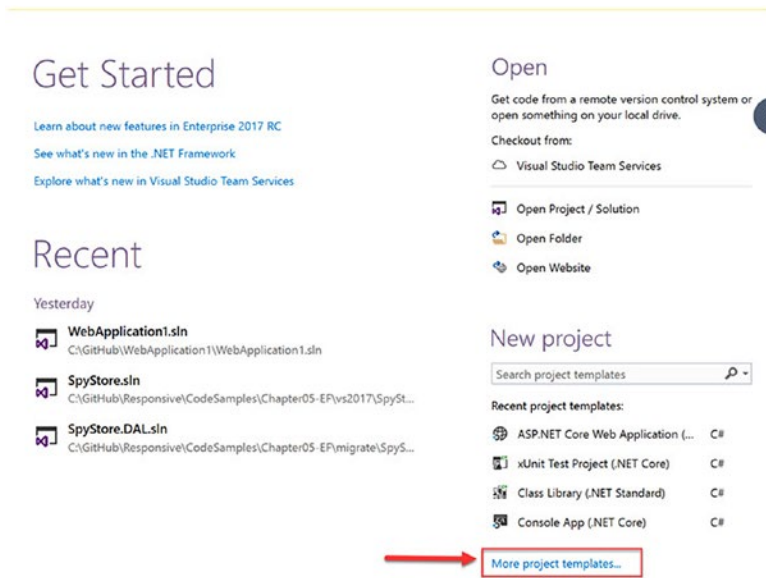 Get Started
Learn about new features in Enterprise 2017 RC
See what's new in the .NET Framework
Explore what's new in Visual Studio Team Services
Recent
Yesterday
WebApplication1.sln
C:\GitHub\WebApplication1\WebApplication1.sln
SpyStore.sln
C:\GitHub\Responsive\CodeSamples\Chapter05-EF\vs2017\SpySt...
SpyStore.DAL.sln
C:\GitHub\Responsive\CodeSamples\Chapter05-EF\migrate\SpyS...
Open
Get code from a remote version control system or
open something on your local drive.
Checkout from:
Visual Studio Team Services
Open Project / Solution
Open Folder
Open Website
New project
Search project templates
Recent project templates:
ASP.NET Core Web Application (... C#
xUnit Test Project (.NET Core) C#
Class Library (.NET Standard) C#
Console App (.NET Core) C#
More project templates...